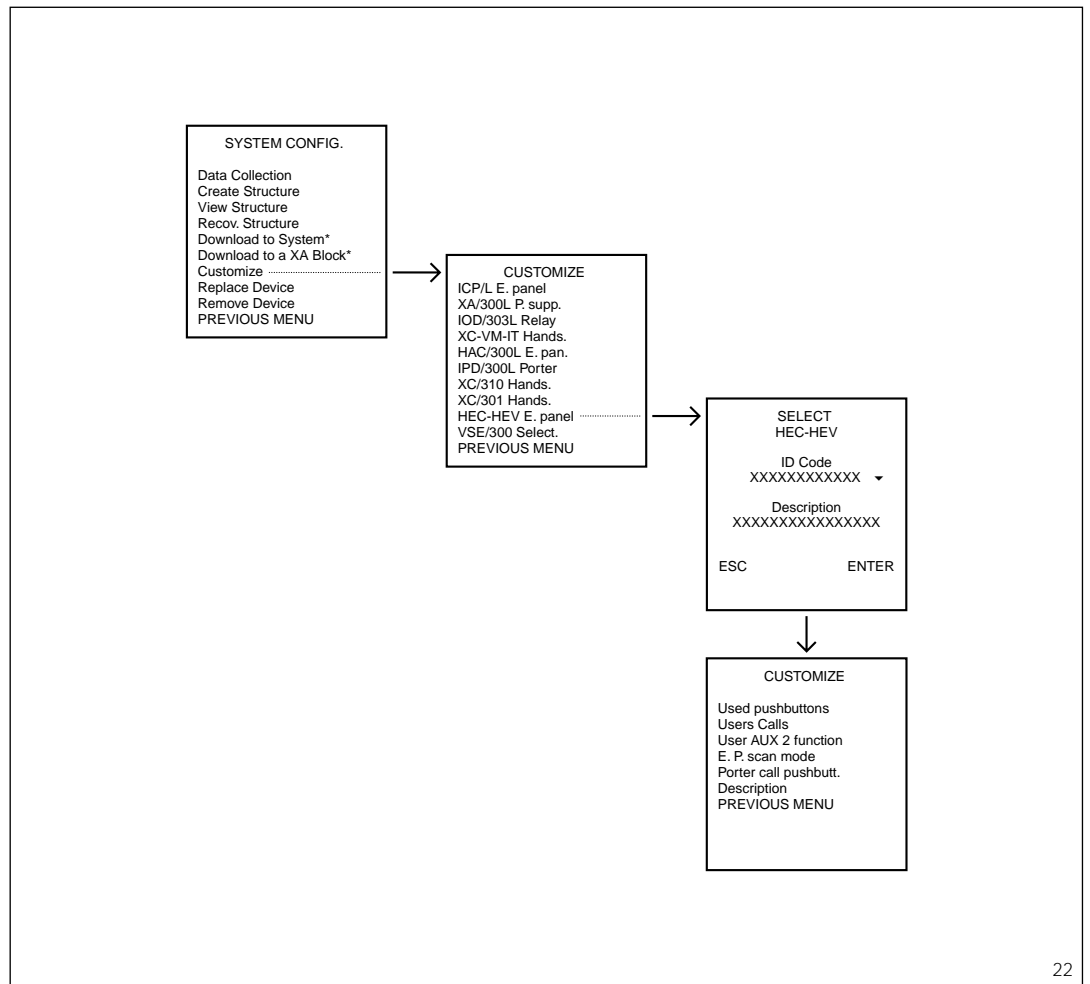 SYSTEM CONFIG.
Data Collection
Create Structure
View Structure
Recov. Structure
Download to System*
Download to a XA Block*
Customize
Replace Device
Remove Device
PREVIOUS MENU
CUSTOMIZE
ICP/L E. panel
XA/300L P. supp.
IOD/303L Relay
XC-VM-IT Hands.
HAC/300L E. pan.
IPD/300L Porter
XC/310 Hands.
XC/301 Hands.
HEC-HEV E. panel
VSE/300 Select.
PREVIOUS MENU
SELECT
HEC-HEV
ID Code
XXXXXXXXXXXX
Description
XXXXXXXXXXXXXXXX
ESC ENTER
CUSTOMIZE
Used pushbuttons
Users Calls
User AUX 2 function
E. P. scan mode
Porter call pushbutt.
Description
PREVIOUS MENU
22